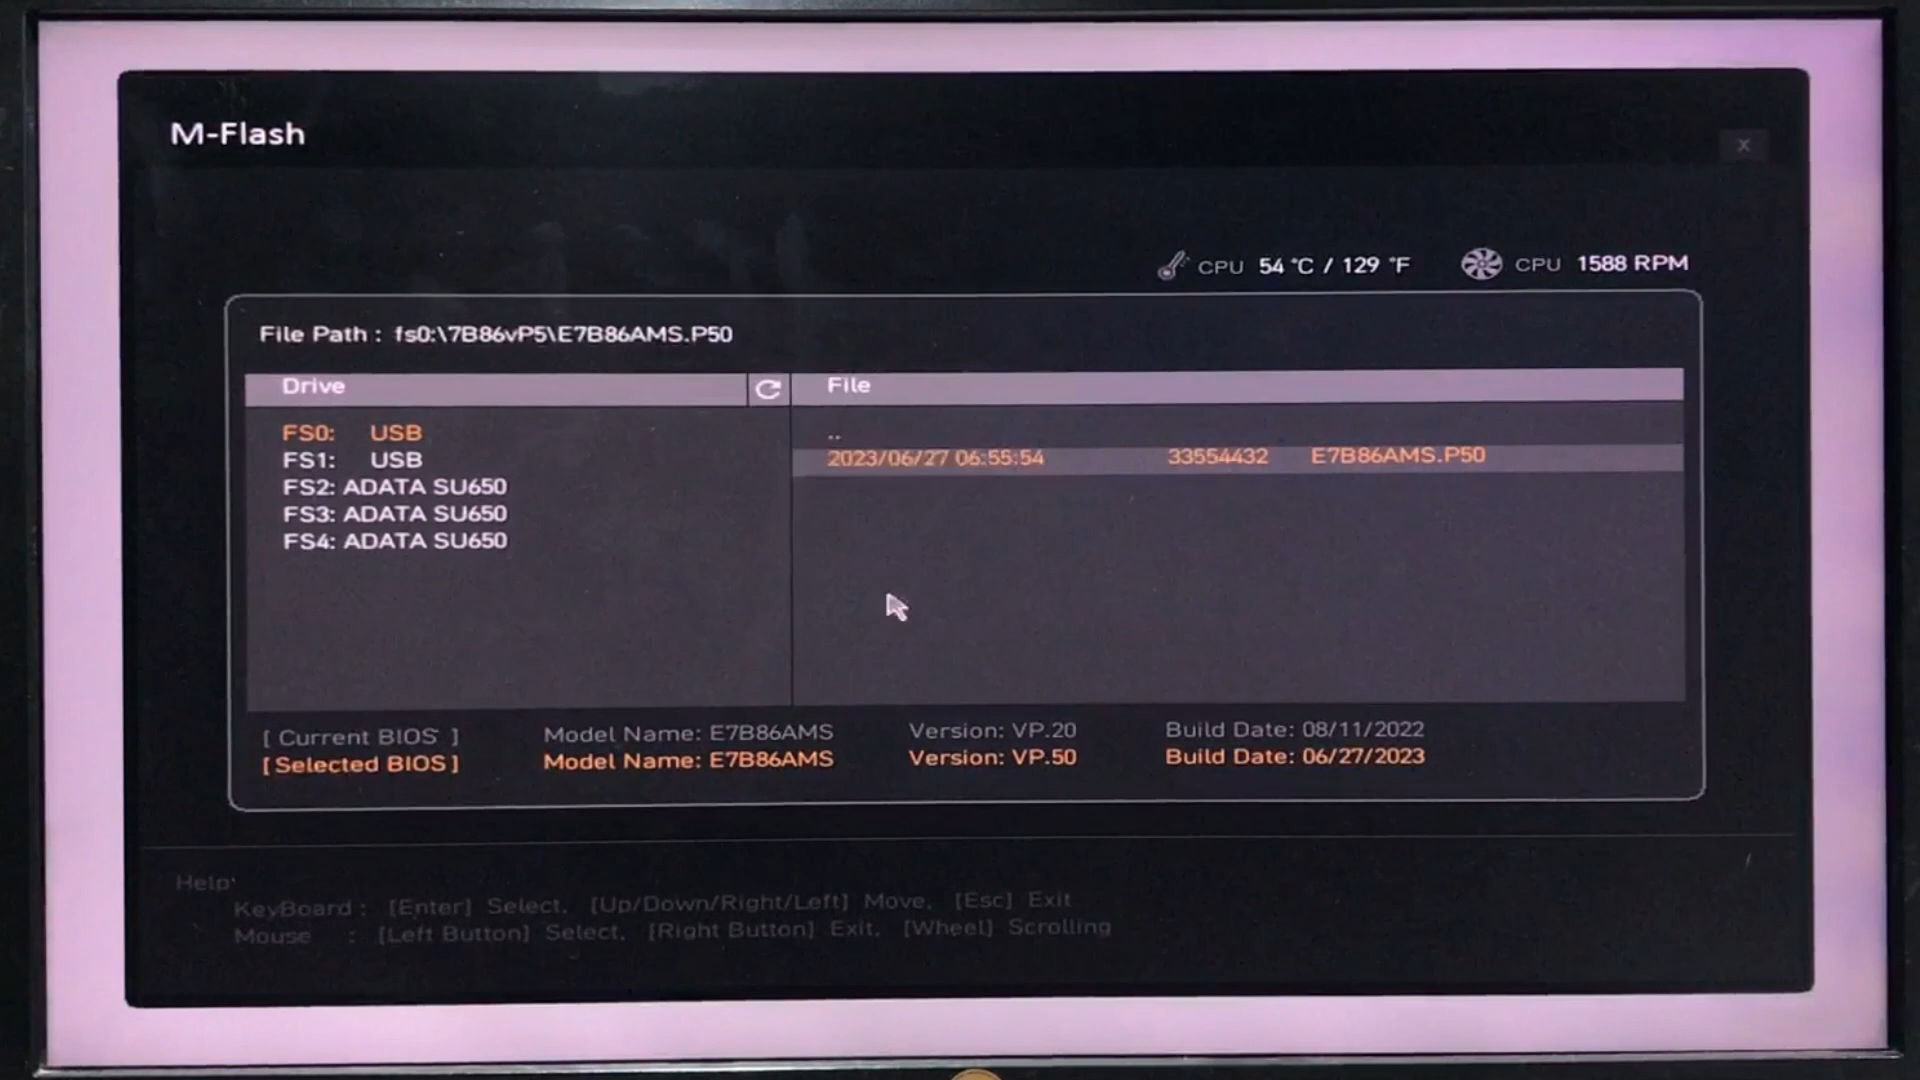 M-Flash
x
CPU 54 °C / 129 °F CPU 1588 RPM
File Path : fs0:\7B86vP5\E7B86AMS.P50
Drive File
FS0: USB ..
FS1: USB 2023/06/27 06:55:54 33554432 E7B86AMS.P50
FS2: ADATA SU650
FS3: ADATA SU650
FS4: ADATA SU650
[ Current BIOS ] Model Name: E7B86AMS Version: VP.20 Build Date: 08/11/2022
[ Selected BIOS ] Model Name: E7B86AMS Version: VP.50 Build Date: 06/27/2023
Help
KeyBoard : [Enter] Select, [Up/Down/Right/Left] Move, [Esc] Exit
Mouse : [Left Button] Select, [Right Button] Exit, [Wheel] Scrolling